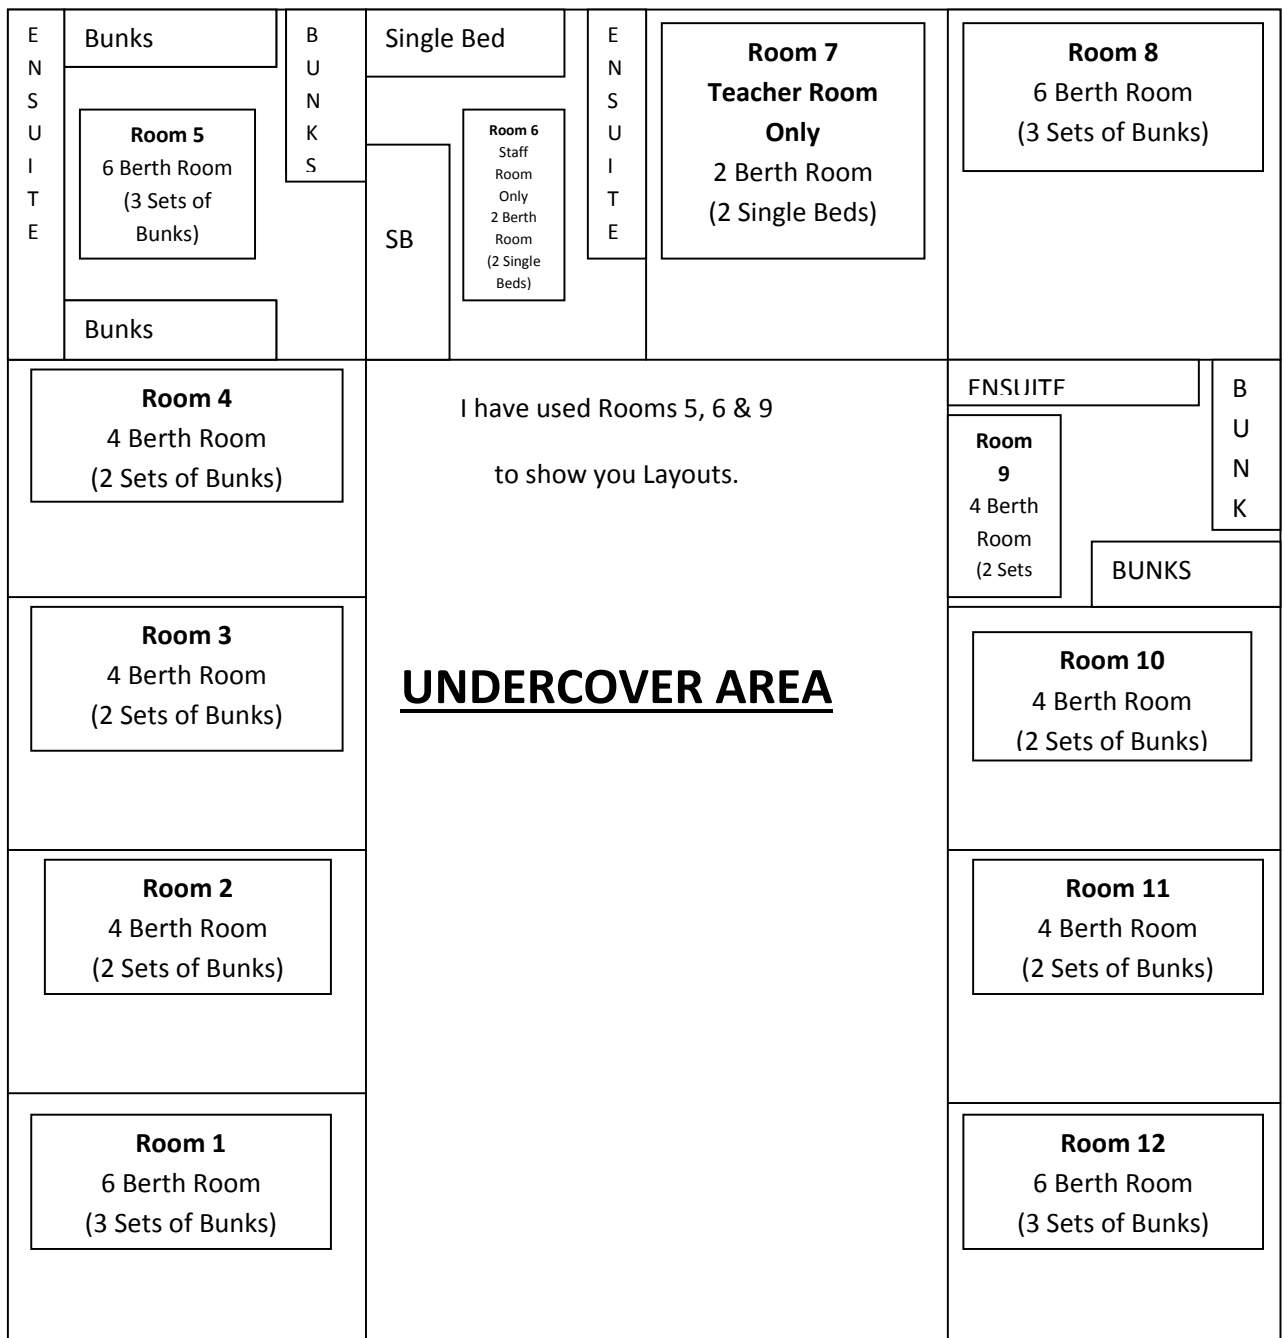 ENSUITE
Bunks
BUNKS
Room 5
6 Berth Room
(3 Sets of
Bunks)
Bunks
Single Bed
SB
Room 6
Staff
Room
Only
2 Berth
Room
(2 Single
Beds)
ENSUITE
Room 7
Teacher Room
Only
2 Berth Room
(2 Single Beds)
Room 8
6 Berth Room
(3 Sets of Bunks)
Room 4
4 Berth Room
(2 Sets of Bunks)
I have used Rooms 5, 6 & 9
to show you Layouts.
ENSUITE
BUNK
Room
9
4 Berth
Room
(2 Sets
BUNKS
Room 3
4 Berth Room
(2 Sets of Bunks)
UNDERCOVER AREA
Room 10
4 Berth Room
(2 Sets of Bunks)
Room 2
4 Berth Room
(2 Sets of Bunks)
Room 11
4 Berth Room
(2 Sets of Bunks)
Room 1
6 Berth Room
(3 Sets of Bunks)
Room 12
6 Berth Room
(3 Sets of Bunks)